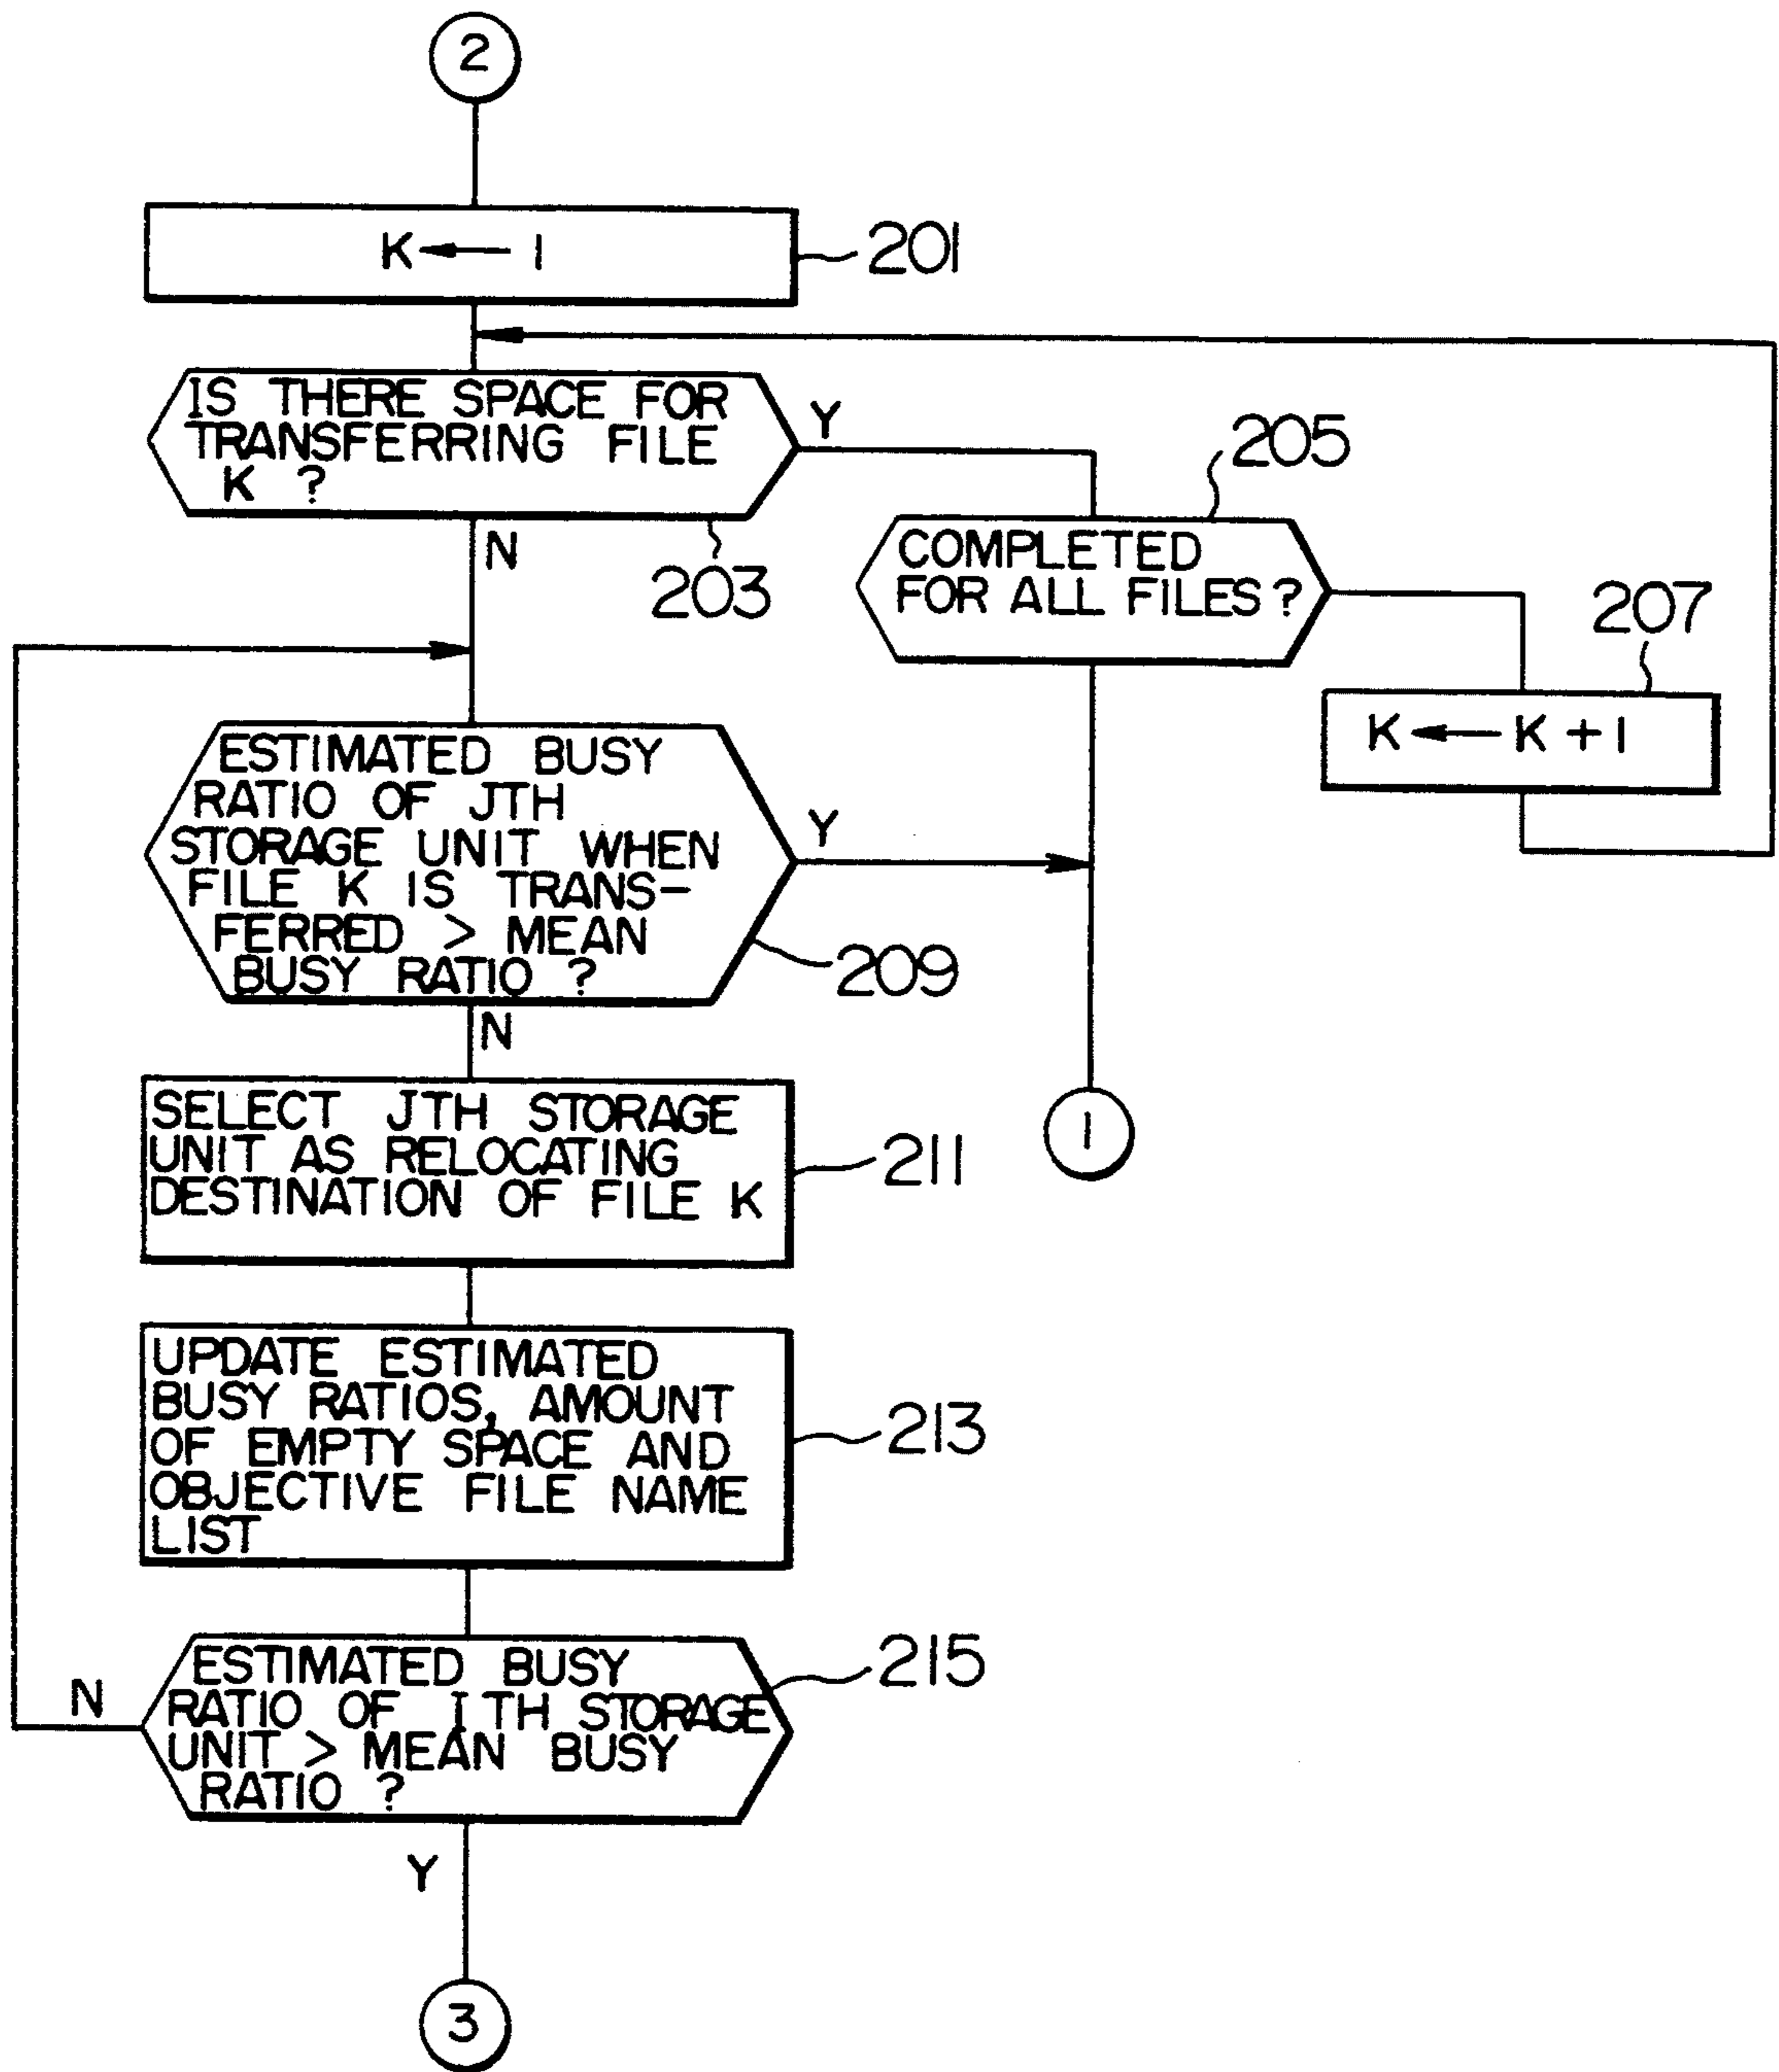 2
K ← 1
201
IS THERE SPACE FOR
TRANSFERRING FILE
K ?
Y
N
203
205
COMPLETED
FOR ALL FILES?
207
K ← K + 1
ESTIMATED BUSY
RATIO OF JTH
STORAGE UNIT WHEN
FILE K IS TRANS-
FERRED > MEAN
BUSY RATIO ?
Y
209
N
1
SELECT JTH STORAGE
UNIT AS RELOCATING
DESTINATION OF FILE K
211
UPDATE ESTIMATED
BUSY RATIOS, AMOUNT
OF EMPTY SPACE AND
OBJECTIVE FILE NAME
LIST
213
ESTIMATED BUSY
RATIO OF ITH STORAGE
UNIT > MEAN BUSY
RATIO ?
215
N
Y
3